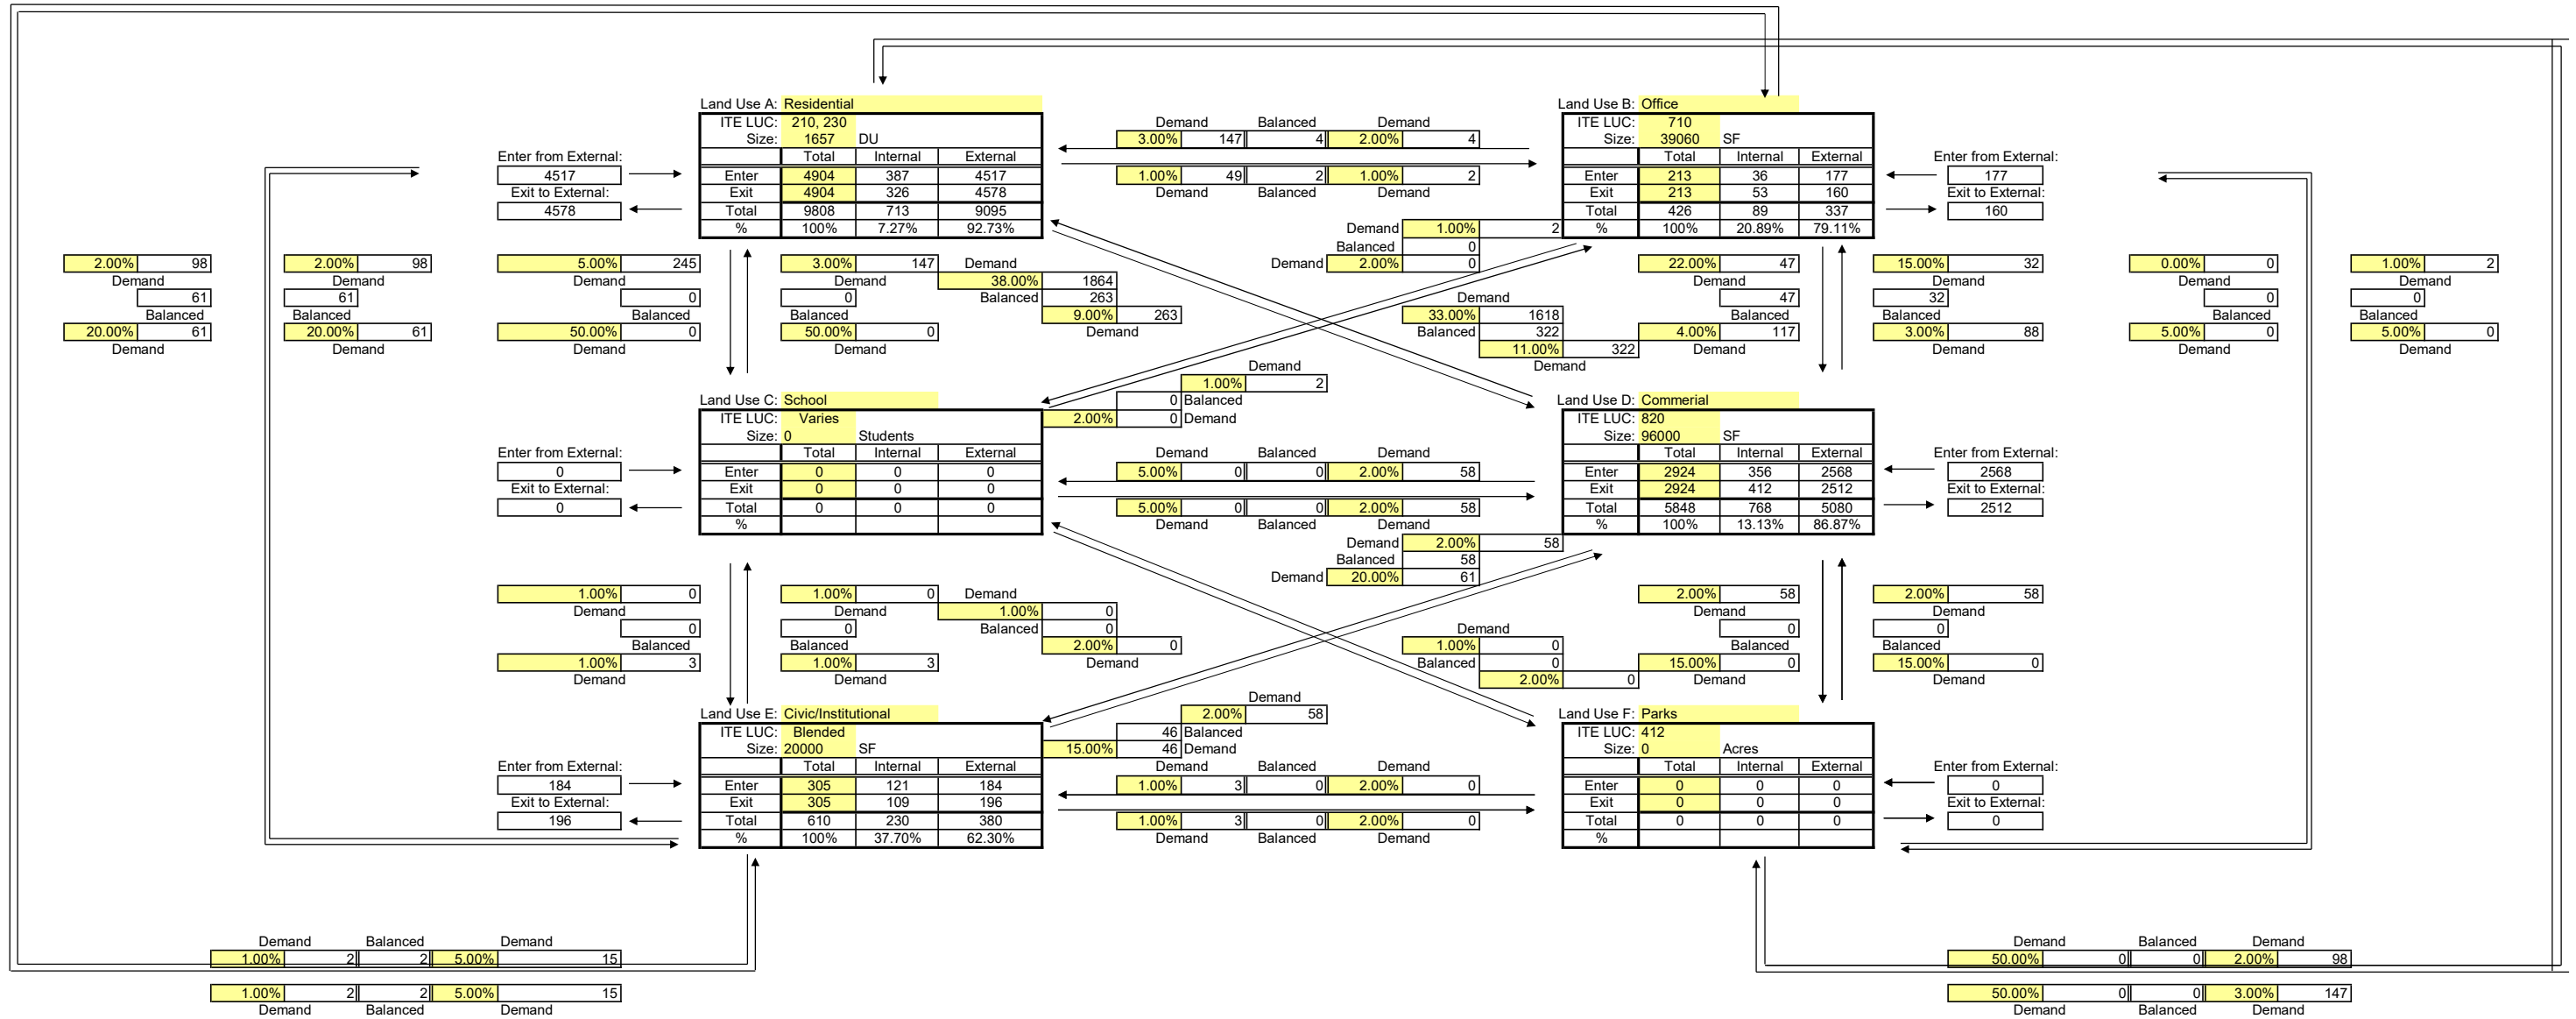 Land Use A: Residential Land Use B: Office
ITE LUC: 210, 230 Demand Balanced Demand ITE LUC: 710
Size: 1657 DU 3.00% 147 4 2.00% 4 Size: 39060 SF
Enter from External: Total Internal External Total Internal External Enter from External:
4517 Enter 4904 387 4517 1.00% 49 2 1.00% 2 Enter 213 36 177 177
Exit to External: Exit 4904 326 4578 Demand Balanced Demand Exit 213 53 160 Exit to External:
4578 Total 9808 713 9095 Total 426 89 337 160
% 100% 7.27% 92.73% Demand 1.00% 2 % 100% 20.89% 79.11%
Balanced 0
2.00% 98 2.00% 98 5.00% 245 3.00% 147 Demand Demand 2.00% 0 22.00% 47 15.00% 32 0.00% 0 1.00% 2
Demand Demand Demand Demand 38.00% 1864 Demand Demand Demand Demand
61 61 0 0 Balanced 263 Demand 47 32 0 0
Balanced Balanced Balanced Balanced 9.00% 263 33.00% 1618 Balanced Balanced Balanced Balanced
20.00% 61 20.00% 61 50.00% 0 50.00% 0 Demand Balanced 322 4.00% 117 3.00% 88 5.00% 0 5.00% 0
Demand Demand Demand Demand 11.00% 322 Demand Demand Demand Demand
Demand Demand
1.00% 2
Land Use C: School 0 Balanced Land Use D: Commerial
ITE LUC: Varies 2.00% 0 Demand ITE LUC: 820
Size: 0 Students Size: 96000 SF
Enter from External: Total Internal External Demand Balanced Demand Total Internal External Enter from External:
0 Enter 0 0 0 5.00% 0 0 2.00% 58 Enter 2924 356 2568 2568
Exit to External: Exit 0 0 0 Exit 2924 412 2512 Exit to External:
0 Total 0 0 0 5.00% 0 0 2.00% 58 Total 5848 768 5080 2512
% Demand Balanced Demand % 100% 13.13% 86.87%
Demand 2.00% 58
Balanced 58
Demand 20.00% 61
1.00% 0 1.00% 0 Demand 2.00% 58 2.00% 58
Demand Demand 1.00% 0 Demand Demand
0 0 Balanced 0 Demand 0 0
Balanced Balanced 2.00% 0 1.00% 0 Balanced Balanced
1.00% 3 1.00% 3 Demand Balanced 0 15.00% 0 15.00% 0
Demand Demand 2.00% 0 Demand Demand
Demand
Land Use E: Civic/Institutional 2.00% 58 Land Use F: Parks
ITE LUC: Blended 46 Balanced ITE LUC: 412
Size: 20000 SF 15.00% 46 Demand Size: 0 Acres
Enter from External: Total Internal External Demand Balanced Demand Total Internal External Enter from External:
184 Enter 305 121 184 1.00% 3 0 2.00% 0 Enter 0 0 0 0
Exit to External: Exit 305 109 196 Exit 0 0 0 Exit to External:
196 Total 610 230 380 1.00% 3 0 2.00% 0 Total 0 0 0 0
% 100% 37.70% 62.30% Demand Balanced Demand %
Demand Balanced Demand Demand Balanced Demand
1.00% 2 2 5.00% 15 50.00% 0 0 2.00% 98
1.00% 2 2 5.00% 15 50.00% 0 0 3.00% 147
Demand Balanced Demand Demand Balanced Demand